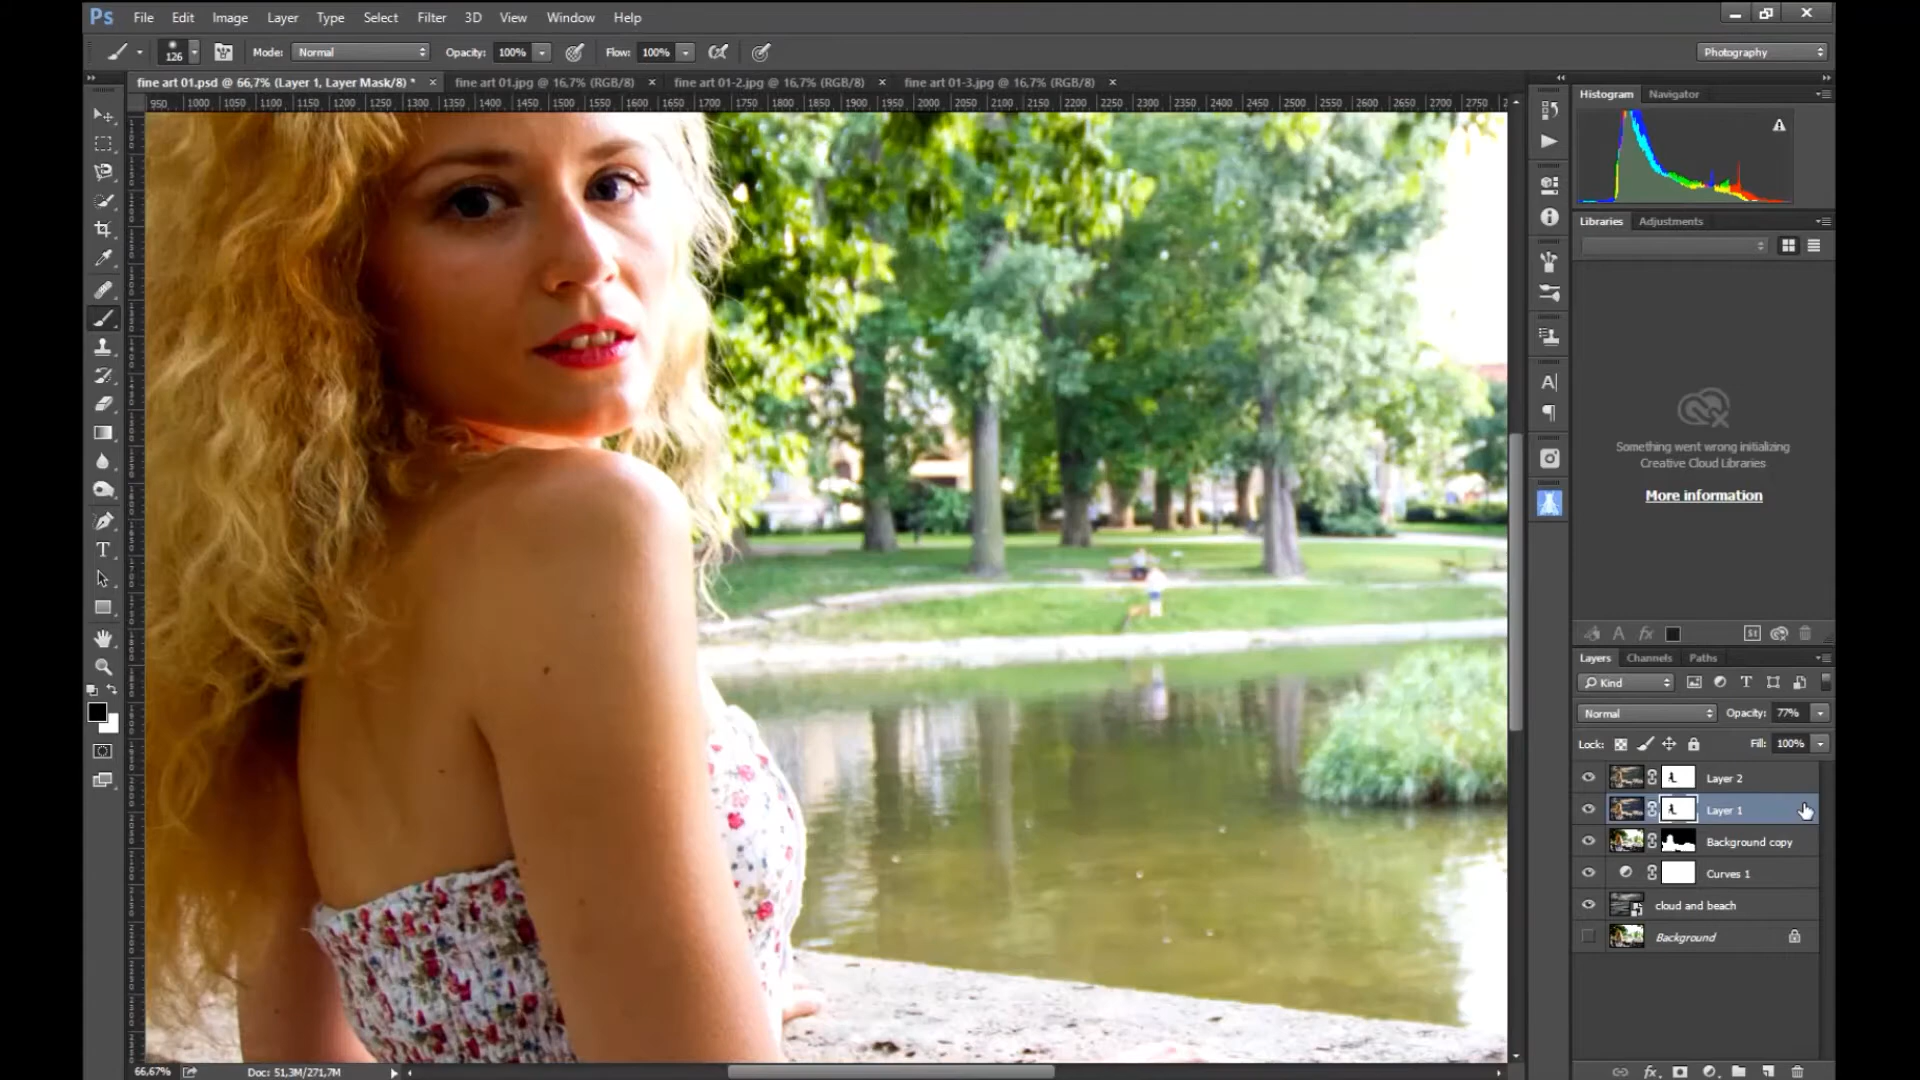 Ps File Edit Image Layer Type Select Filter 3D View Window Help
126 Mode: Normal Opacity: 100% Flow: 100% Photography
fine art 01.psd @ 66,7% (Layer 1, Layer Mask/8) * × fine art 01.jpg @ 16,7% (RGB/8) × fine art 01-2.jpg @ 16,7% (RGB/8) × fine art 01-3.jpg @ 16,7% (RGB/8) ×
950 1000 1050 1100 1150 1200 1250 1300 1350 1400 1450 1500 1550 1600 1650 1700 1750 1800 1850 1900 1950 2000 2050 2100 2150 2200 2250 2300 2350 2400 2450 2500 2550 2600 2650 2700 2750
Histogram Navigator
Libraries Adjustments
Something went wrong initializing
Creative Cloud Libraries
More information
A fx St
Layers Channels Paths
Kind T
Normal Opacity: 77%
Lock: Fill: 100%
Layer 2
Layer 1
Background copy
Curves 1
cloud and beach
Background
66,67% Doc: 51,3M/271,7M
fx